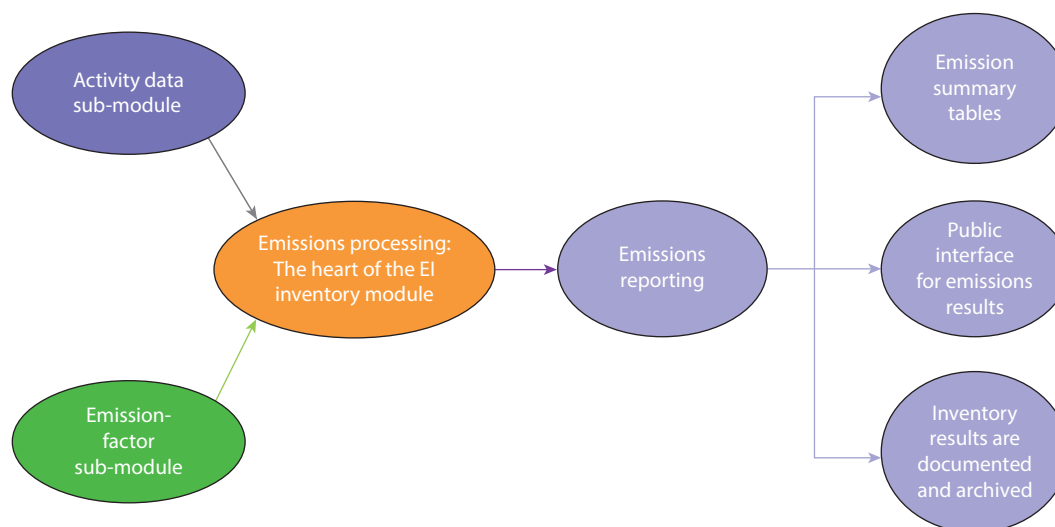 Activity data
sub-module
Emission-
factor
sub-module
Emissions processing:
The heart of the EI
inventory module
Emissions
reporting
Emission
summary
tables
Public
interface
for emissions
results
Inventory
results are
documented
and archived